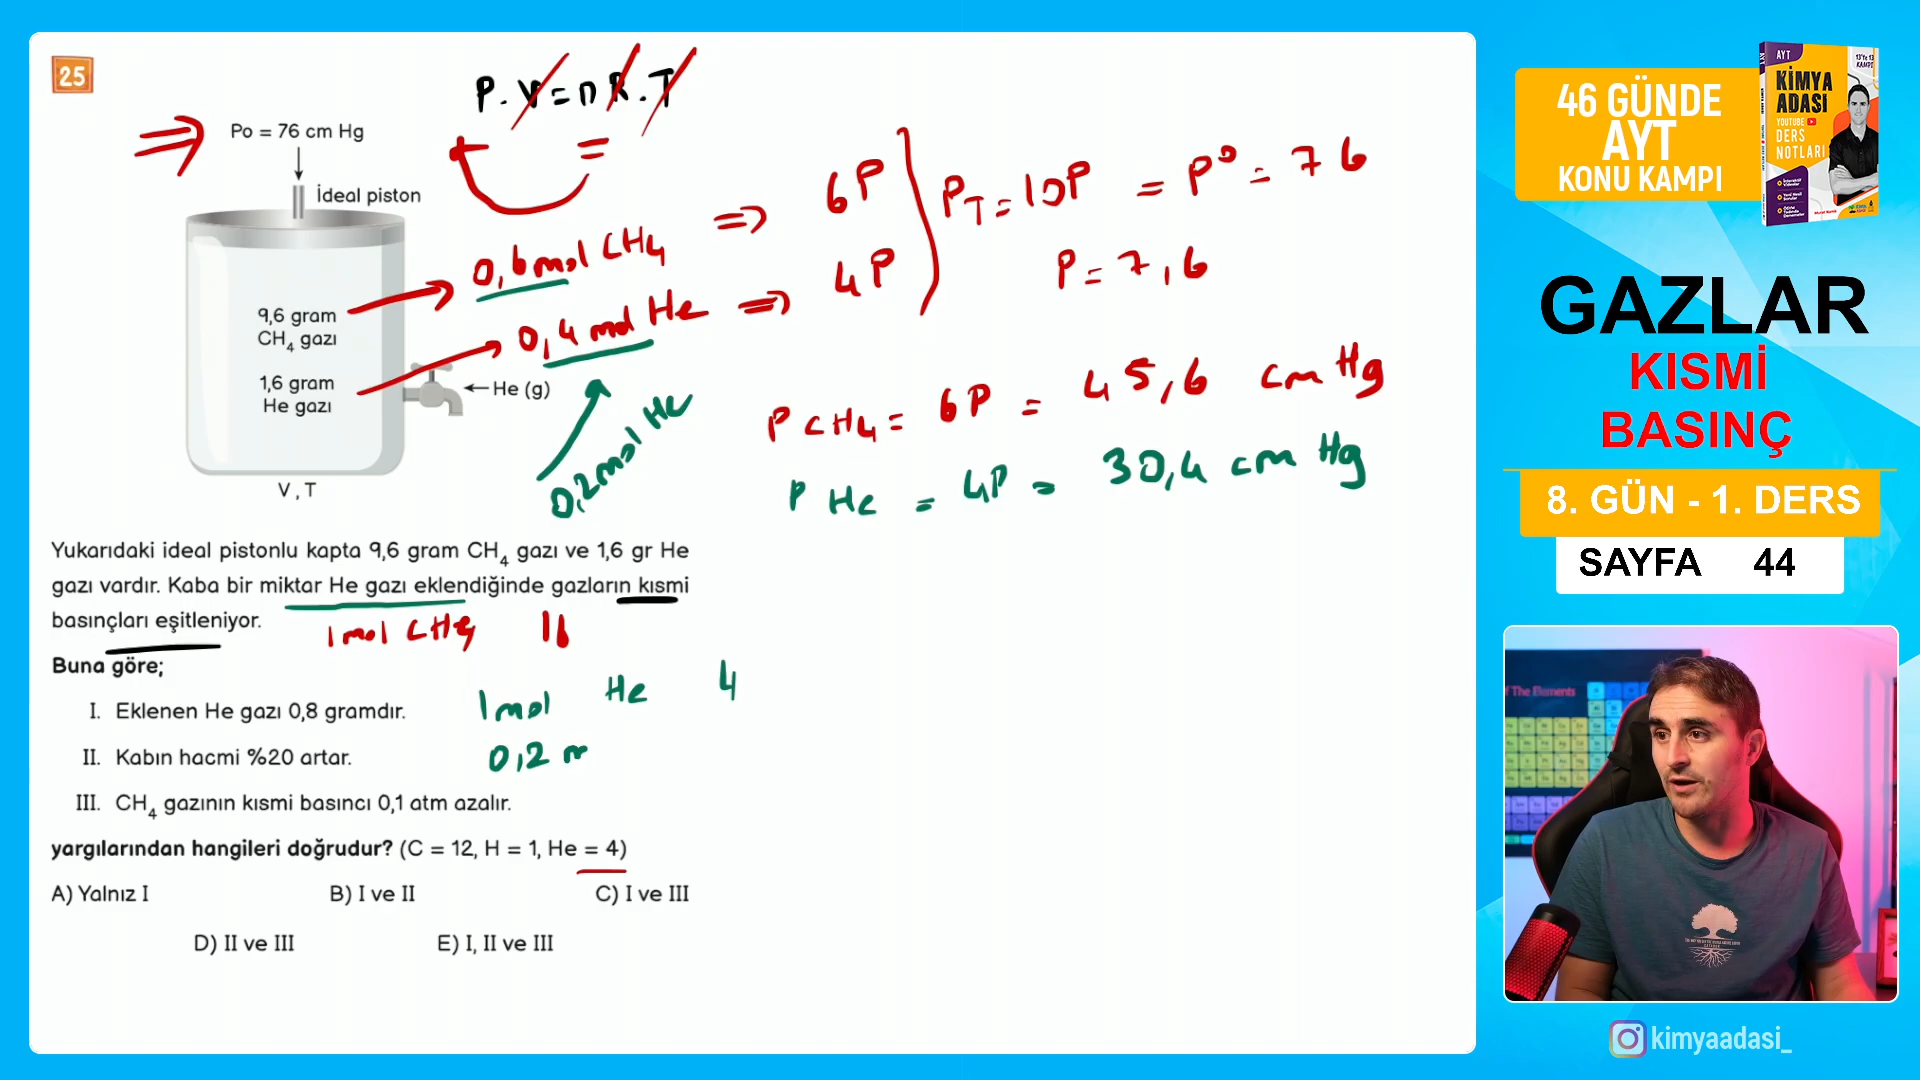 25
P.V=nR.T
Po = 76 cm Hg
İdeal piston
9,6 gram
CH₄ gazı
1,6 gram
He gazı
He (g)
V , T
0,6 mol CH₄ ⇒ 6P
0,4 mol He ⇒ 4P
0,2 mol He
P_T = 10P = P⁰ = 76
P = 7,6
P CH₄ = 6P = 45,6 cm Hg
P He = 4P = 30,4 cm Hg
Yukarıdaki ideal pistonlu kapta 9,6 gram CH₄ gazı ve 1,6 gr He
gazı vardır. Kaba bir miktar He gazı eklendiğinde gazların kısmi
basınçları eşitleniyor.
1 mol CH₄ 16
Buna göre;
1 mol He 4
I. Eklenen He gazı 0,8 gramdır.
0,2 m
II. Kabın hacmi %20 artar.
III. CH₄ gazının kısmi basıncı 0,1 atm azalır.
yargılarından hangileri doğrudur? (C = 12, H = 1, He = 4)
A) Yalnız I B) I ve II C) I ve III
D) II ve III E) I, II ve III
46 GÜNDE
AYT
KONU KAMPI
AYT
KİMYA
ADASI
YOUTUBE
DERS
NOTLARI
GAZLAR
KISMİ
BASINÇ
8. GÜN - 1. DERS
SAYFA 44
The Elements
kimyaadasi_